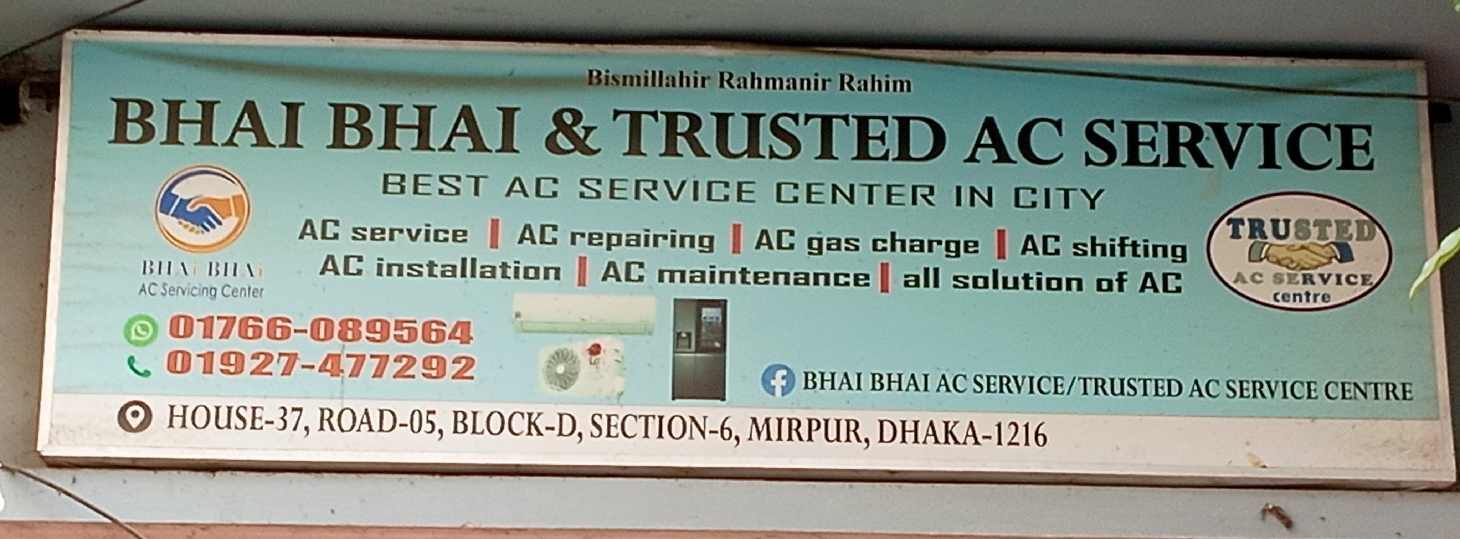 Bismillahir Rahmanir Rahim
BHAI BHAI & TRUSTED AC SERVICE
BEST AC SERVICE CENTER IN CITY
AC service | AC repairing | AC gas charge | AC shifting
AC installation | AC maintenance | all solution of AC
BHAi BHAi
AC Servicing Center
TRUSTED
AC SERVICE
centre
01766-089564
01927-477292
LG
BHAI BHAI AC SERVICE/TRUSTED AC SERVICE CENTRE
HOUSE-37, ROAD-05, BLOCK-D, SECTION-6, MIRPUR, DHAKA-1216